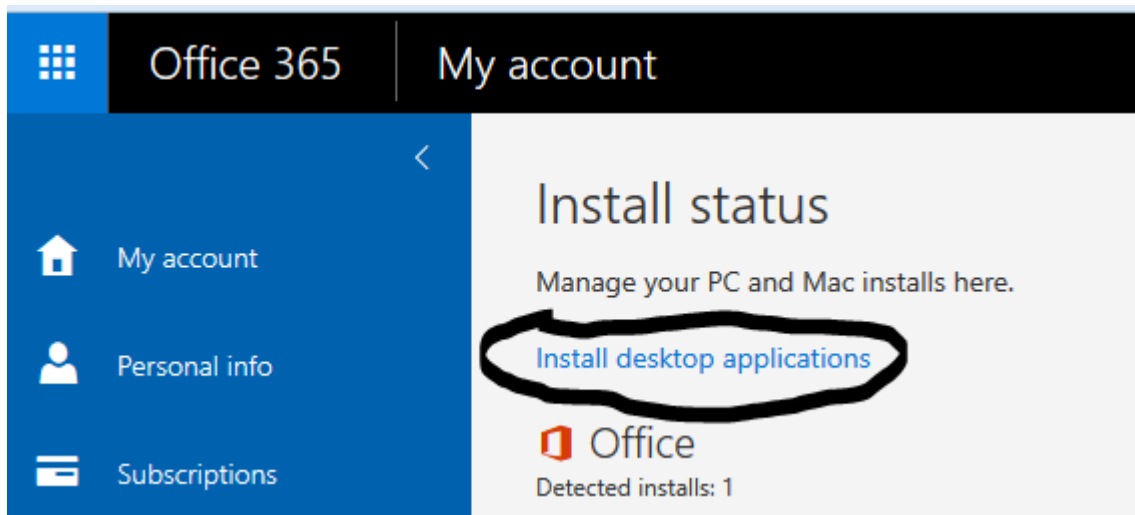 Office 365
My account
Install status
My account
Manage your PC and Mac installs here.
Install desktop applications
Personal info
Office
Subscriptions
Detected installs: 1